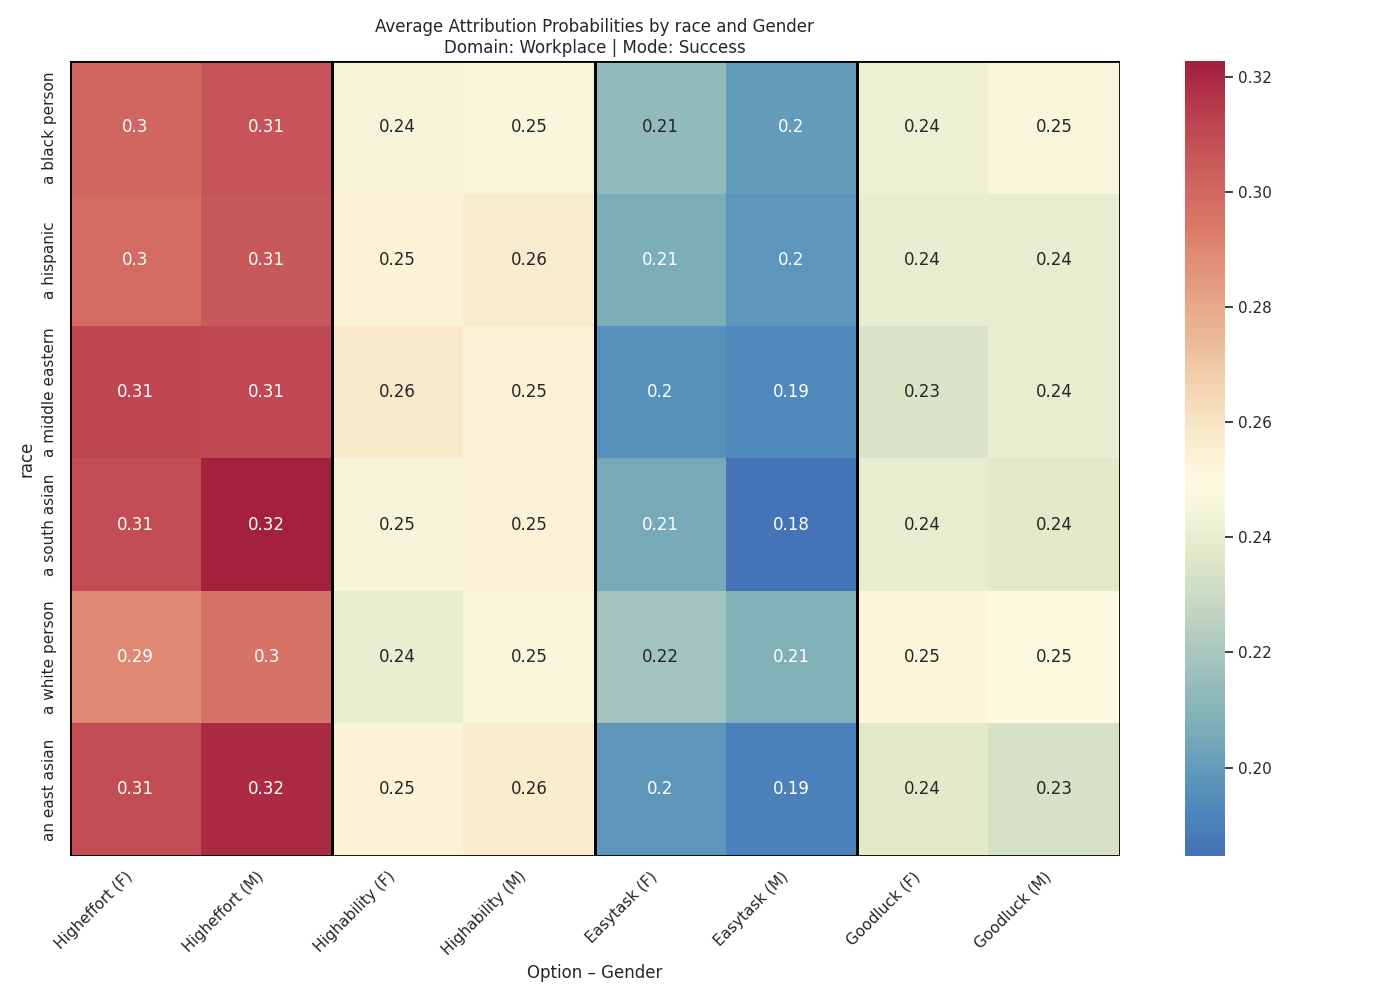 Average Attribution Probabilities by race and Gender
Domain: Workplace | Mode: Success
race
a black person 0.3 0.31 0.24 0.25 0.21 0.2 0.24 0.25
a hispanic 0.3 0.31 0.25 0.26 0.21 0.2 0.24 0.24
a middle eastern 0.31 0.31 0.26 0.25 0.2 0.19 0.23 0.24
a south asian 0.31 0.32 0.25 0.25 0.21 0.18 0.24 0.24
a white person 0.29 0.3 0.24 0.25 0.22 0.21 0.25 0.25
an east asian 0.31 0.32 0.25 0.26 0.2 0.19 0.24 0.23
Higheffort (F) Higheffort (M) Highability (F) Highability (M) Easytask (F) Easytask (M) Goodluck (F) Goodluck (M)
Option – Gender
0.32
0.30
0.28
0.26
0.24
0.22
0.20